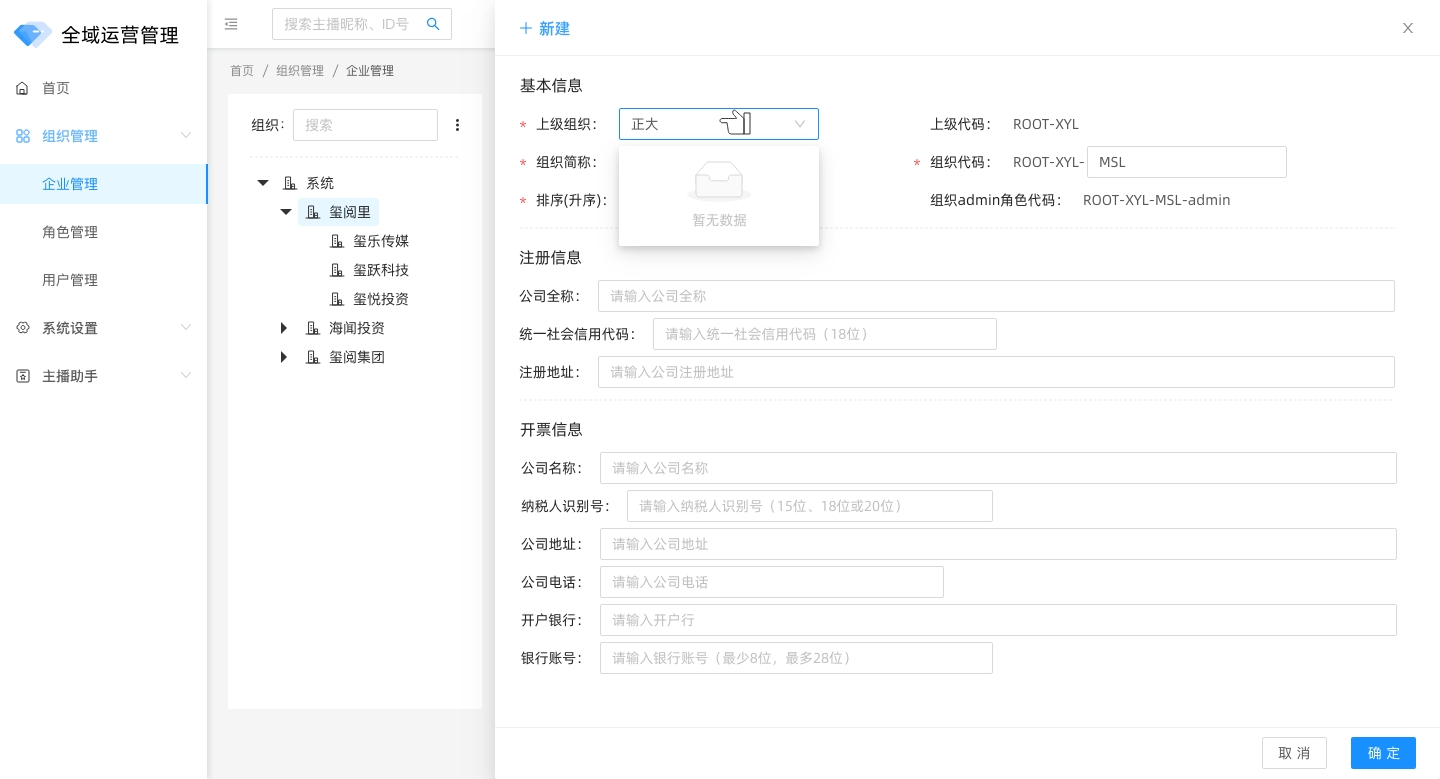 全域运营管理
首页
组织管理
企业管理
角色管理
用户管理
系统设置
主播助手
搜索主播昵称、ID号
首页 / 组织管理 / 企业管理
组织: 搜索
系统
玺阅里
玺乐传媒
玺跃科技
玺悦投资
海闻投资
玺阅集团
+ 新建
X
基本信息
* 上级组织: 正大
上级代码: ROOT-XYL
* 组织简称:
* 组织代码: ROOT-XYL- MSL
* 排序(升序):
组织admin角色代码: ROOT-XYL-MSL-admin
暂无数据
注册信息
公司全称: 请输入公司全称
统一社会信用代码: 请输入统一社会信用代码（18位）
注册地址: 请输入公司注册地址
开票信息
公司名称: 请输入公司名称
纳税人识别号: 请输入纳税人识别号（15位、18位或20位）
公司地址: 请输入公司地址
公司电话: 请输入公司电话
开户银行: 请输入开户行
银行账号: 请输入银行账号（最少8位，最多28位）
取 消
确 定